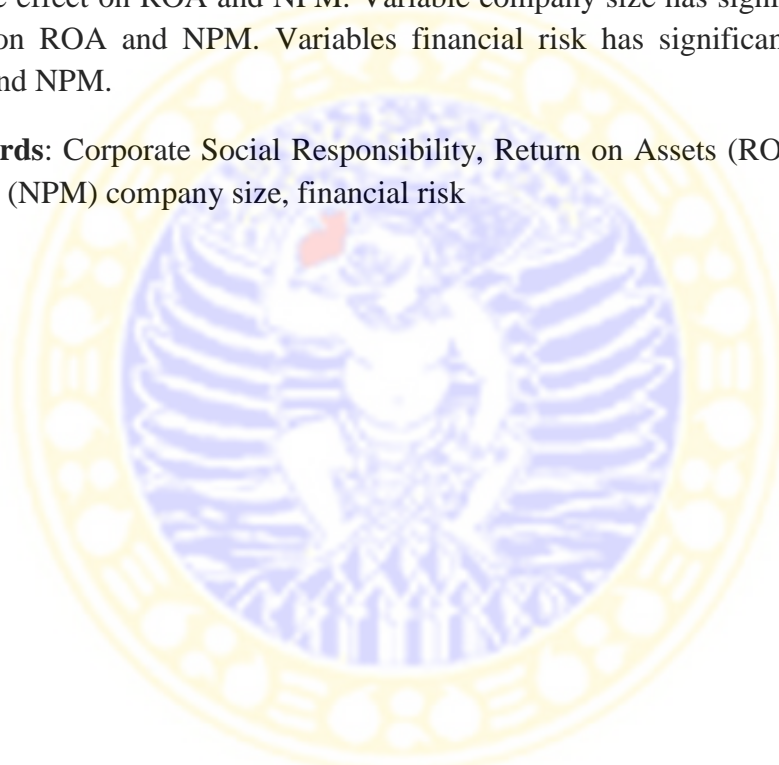 e effect on ROA and NPM. Variable company size has signi
on ROA and NPM. Variables financial risk has significan
nd NPM.
rds: Corporate Social Responsibility, Return on Assets (RO
(NPM) company size, financial risk